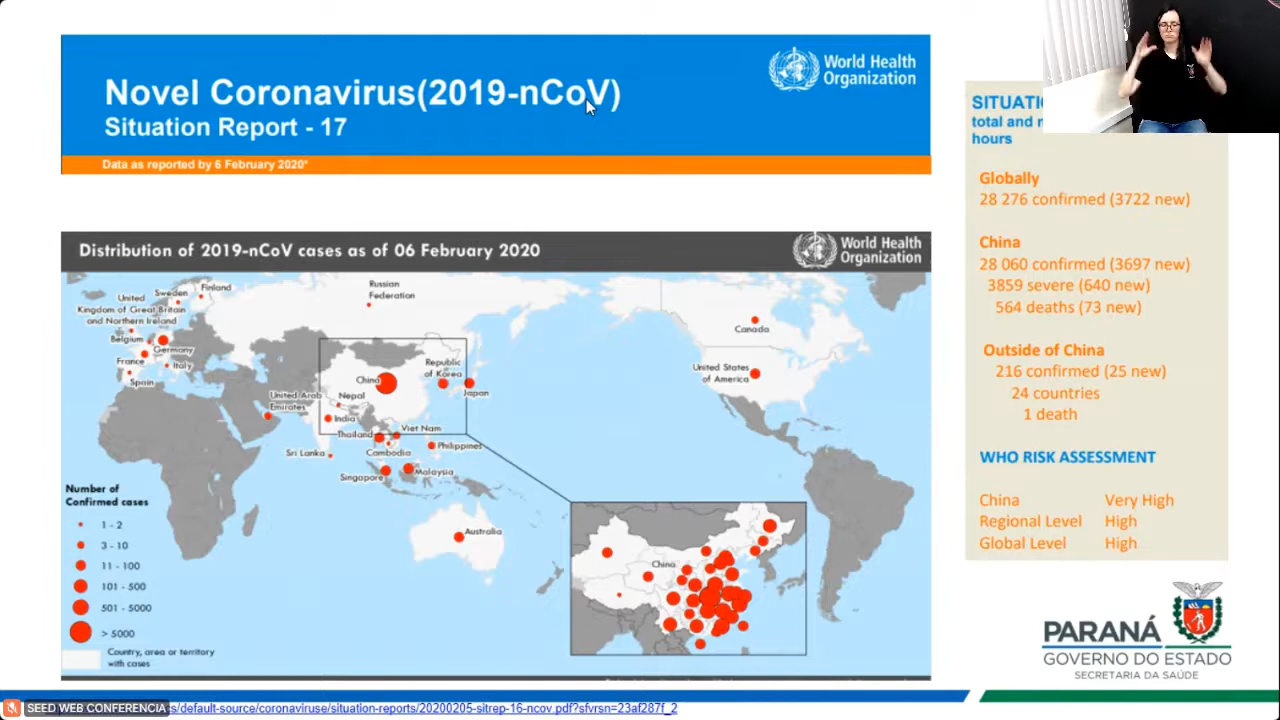 Novel Coronavirus(2019-nCoV)
Situation Report - 17
World Health
Organization
Data as reported by 6 February 2020*
Distribution of 2019-nCoV cases as of 06 February 2020
World Health
Organization
Finland
Sweden
United
Kingdom of Great Britain
and Northern Ireland
Belgium
Germany
France
Italy
Spain
Russian
Federation
Canada
United States
of America
Republic
of Korea
China
Japan
Nepal
United Arab
Emirates
India
Viet Nam
Thailand
Philippines
Sri Lanka
Cambodia
Malaysia
Singapore
Australia
China
Number of
Confirmed cases
1 - 2
3 - 10
11 - 100
101 - 500
501 - 5000
> 5000
Country, area or territory
with cases
total and
hours
Globally
28 276 confirmed (3722 new)
China
28 060 confirmed (3697 new)
3859 severe (640 new)
564 deaths (73 new)
Outside of China
216 confirmed (25 new)
24 countries
1 death
WHO RISK ASSESSMENT
China Very High
Regional Level High
Global Level High
PARANÁ
GOVERNO DO ESTADO
SECRETARIA DA SAÚDE
SEED WEB CONFERENCIA
/default-source/coronaviruse/situation-reports/20200205-sitrep-16-ncov.pdf?sfvrsn=23af287f_2